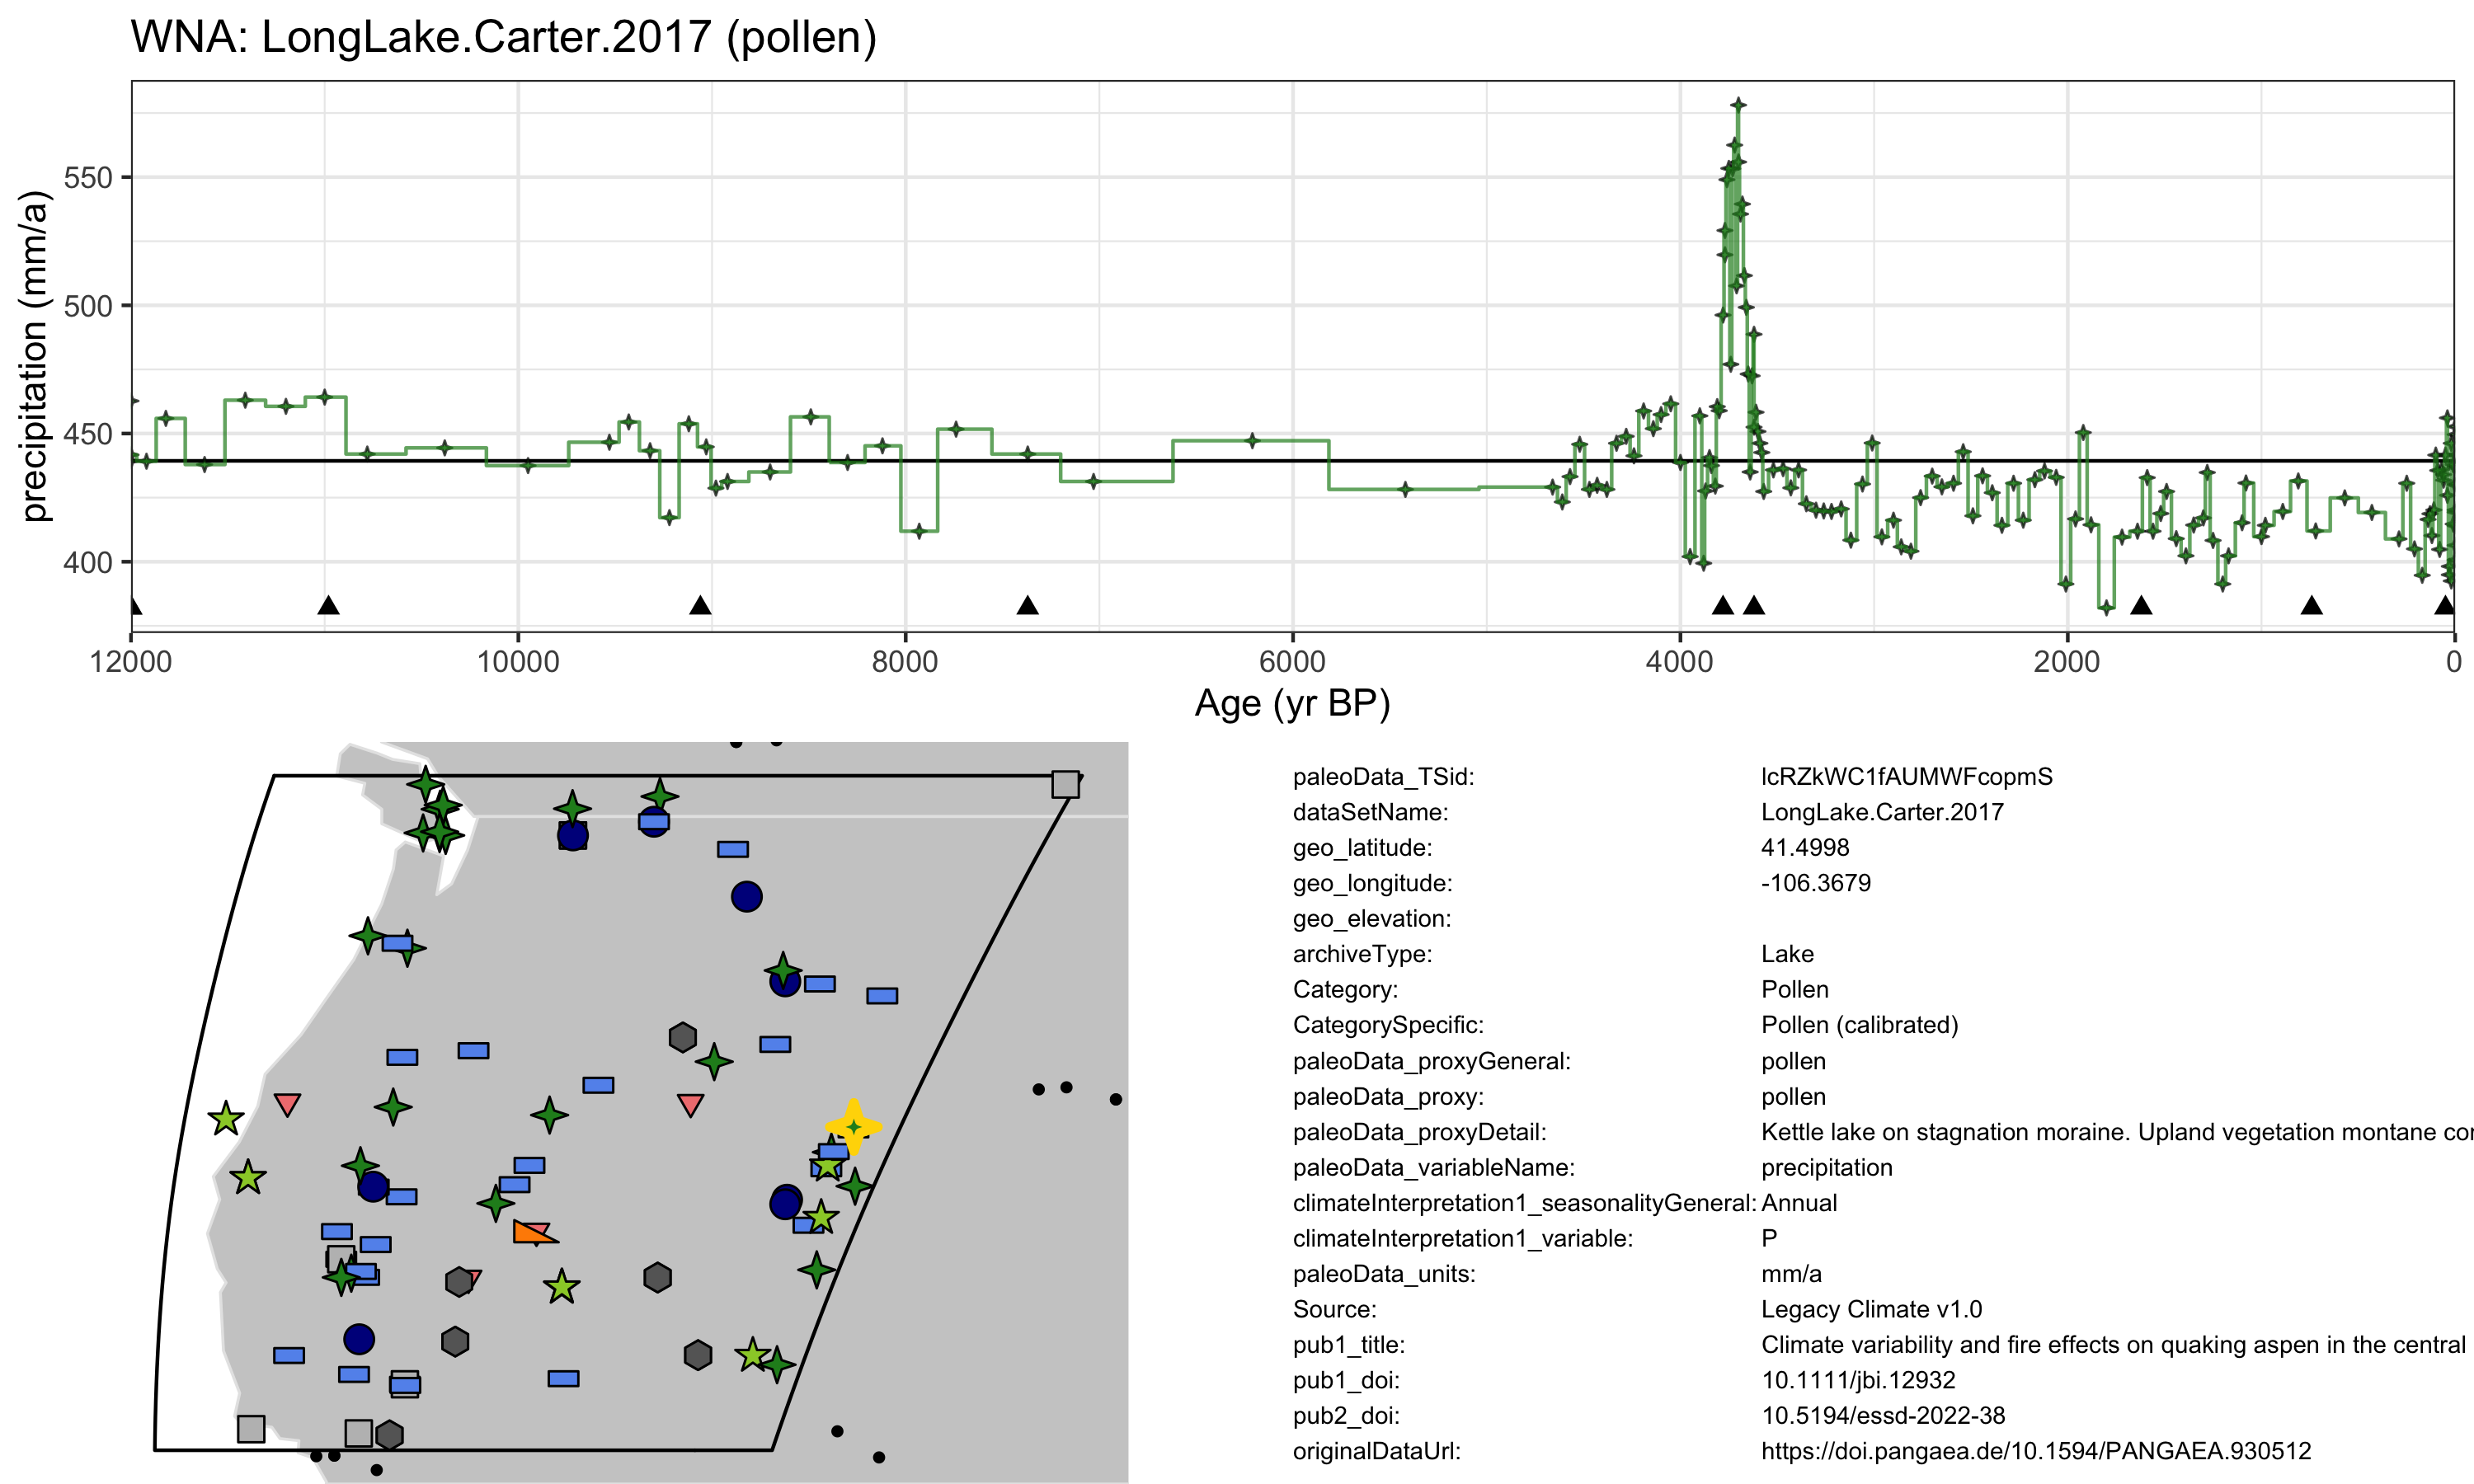 WNA: LongLake.Carter.2017 (pollen)
precipitation (mm/a)
550
500
450
400
12000 10000 8000 6000 4000 2000 0
Age (yr BP)
paleoData_TSid: lcRZkWC1fAUMWFcopmS
dataSetName: LongLake.Carter.2017
geo_latitude: 41.4998
geo_longitude: -106.3679
geo_elevation:
archiveType: Lake
Category: Pollen
CategorySpecific: Pollen (calibrated)
paleoData_proxyGeneral: pollen
paleoData_proxy: pollen
paleoData_proxyDetail: Kettle lake on stagnation moraine. Upland vegetation montane
paleoData_variableName: precipitation
climateInterpretation1_seasonalityGeneral: Annual
climateInterpretation1_variable: P
paleoData_units: mm/a
Source: Legacy Climate v1.0
pub1_title: Climate variability and fire effects on quaking aspen in the central
pub1_doi: 10.1111/jbi.12932
pub2_doi: 10.5194/essd-2022-38
originalDataUrl: https://doi.pangaea.de/10.1594/PANGAEA.930512